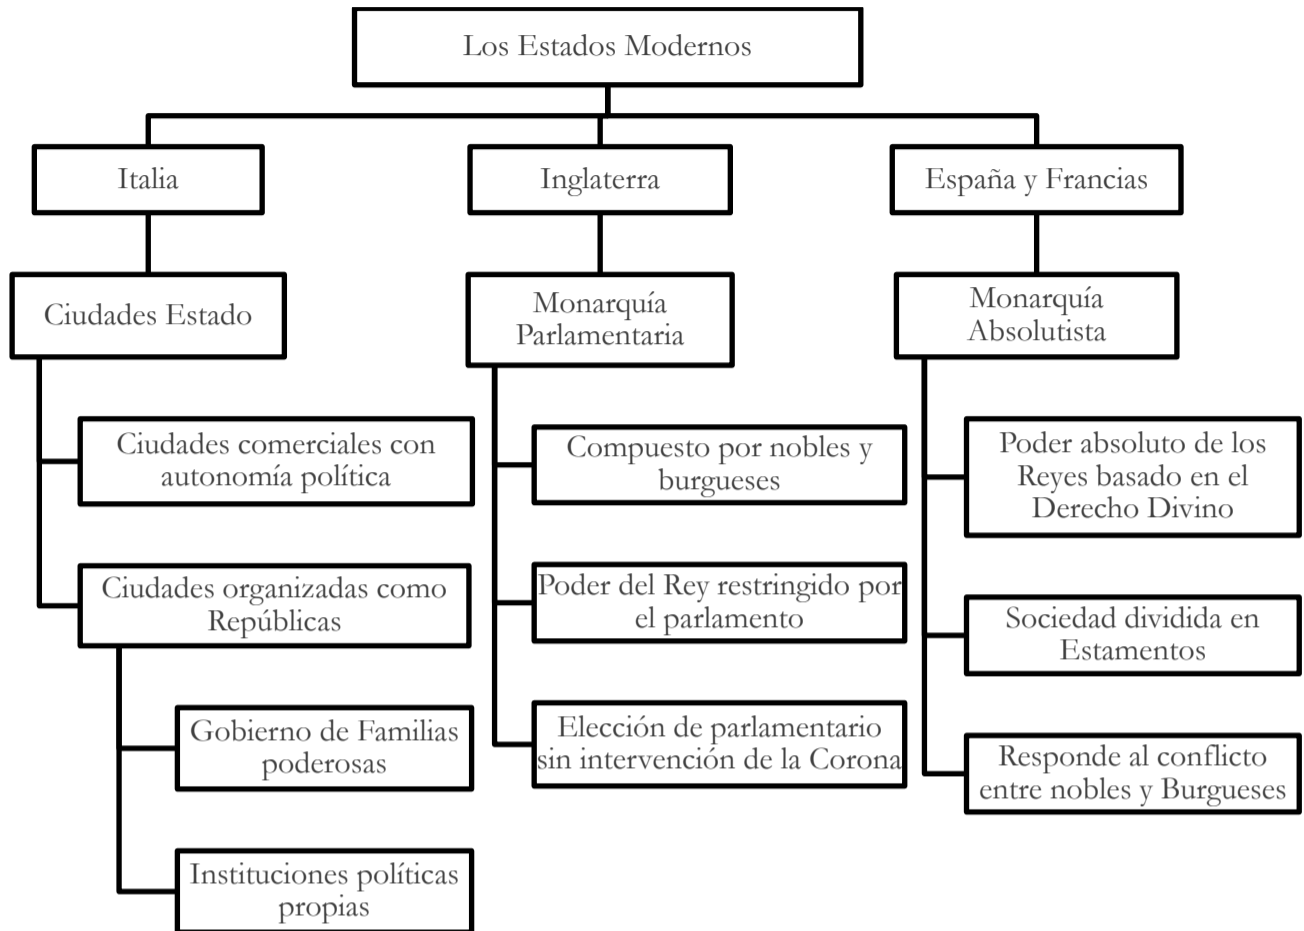 Los Estados Modernos
Italia
Inglaterra
España y Francias
Ciudades Estado
Monarquía
Parlamentaria
Monarquía
Absolutista
Ciudades comerciales con
autonomía política
Ciudades organizadas como
Repúblicas
Gobierno de Familias
poderosas
Instituciones políticas
propias
Compuesto por nobles y
burgueses
Poder del Rey restringido por
el parlamento
Elección de parlamentario
sin intervención de la Corona
Poder absoluto de los
Reyes basado en el
Derecho Divino
Sociedad dividida en
Estamentos
Responde al conflicto
entre nobles y Burgueses